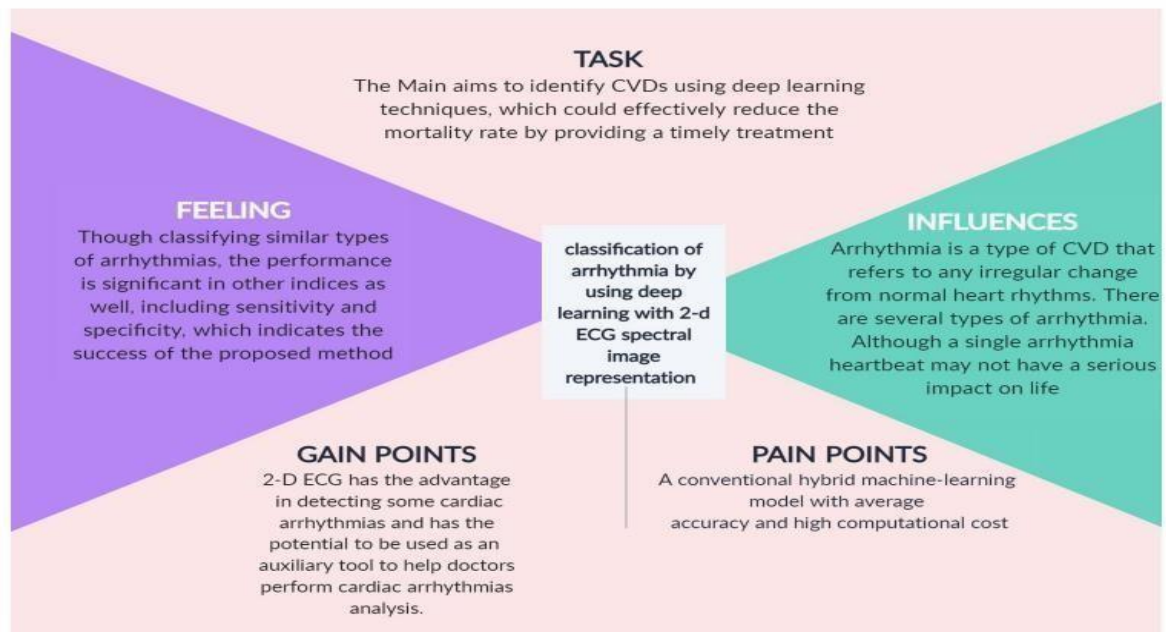 TASK
The Main aims to identify CVDs using deep learning
techniques, which could effectively reduce the
mortality rate by providing a timely treatment
FEELING
Though classifying similar types
of arrhythmias, the performance
is significant in other indices as
well, including sensitivity and
specificity, which indicates the
success of the proposed method
classification of
arrhythmia by
using deep
learning with 2-d
ECG spectral
image
representation
INFLUENCES
Arrhythmia is a type of CVD that
refers to any irregular change
from normal heart rhythms. There
are several types of arrhythmia.
Although a single arrhythmia
heartbeat may not have a serious
impact on life
GAIN POINTS
2-D ECG has the advantage
in detecting some cardiac
arrhythmias and has the
potential to be used as an
auxiliary tool to help doctors
perform cardiac arrhythmias
analysis.
PAIN POINTS
A conventional hybrid machine-learning
model with average
accuracy and high computational cost